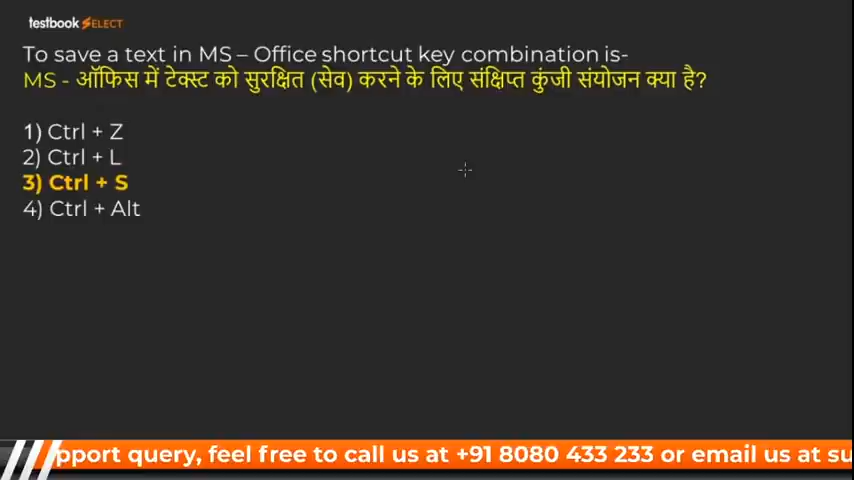 testbook SELECT
To save a text in MS – Office shortcut key combination is-
MS - ऑफिस में टेक्स्ट को सुरक्षित (सेव) करने के लिए संक्षिप्त कुंजी संयोजन क्या है?
1) Ctrl + Z
2) Ctrl + L
3) Ctrl + S
4) Ctrl + Alt
pport query, feel free to call us at +91 8080 433 233 or email us at su